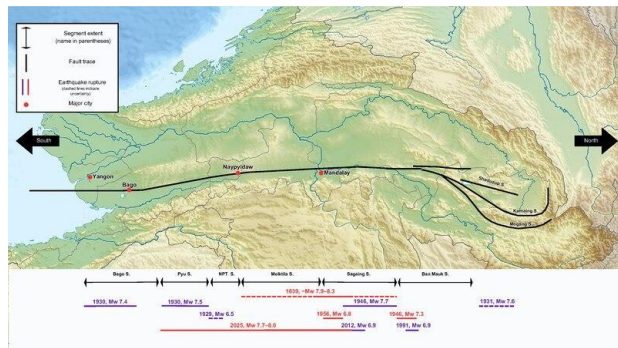 Segment extent
(name in parentheses)
Fault trace
Earthquake rupture
(dashed lines indicate
uncertainty)
Major city
South
North
Yangon
Bago
Naypyidaw
Mandalay
Shaduzup S.
Kamaing S.
Mogang S.
Bago S.
Pyu S.
NPT S.
Meiktila S.
Sagaing S.
Ban Mauk S.
1839, ~Mw 7.8–8.3
1930, Mw 7.4
1930, Mw 7.5
1946, Mw 7.7
1931, Mw 7.6
1929, Mw 6.5
1956, Mw 6.8
1946, Mw 7.3
2025, Mw 7.7–8.0
2012, Mw 6.9
1991, Mw 6.9